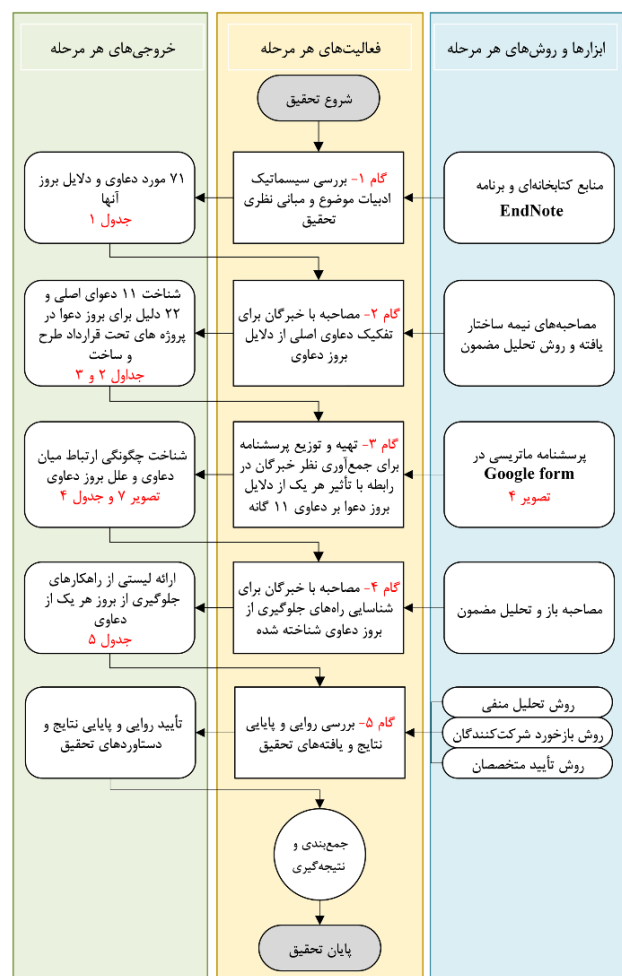 ابزارها و روش‌های هر مرحله
فعالیت‌های هر مرحله
خروجی‌های هر مرحله
شروع تحقیق
منابع کتابخانه‌ای و برنامه
EndNote
گام ۱- بررسی سیسماتیک
ادبیات موضوع و مبانی نظری
تحقیق
۷۱ مورد دعاوی و دلایل بروز
آنها
جدول ۱
مصاحبه‌های نیمه ساختار
یافته و روش تحلیل مضمون
گام ۲- مصاحبه با خبرگان برای
تفکیک دعاوی اصلی از دلایل
بروز دعاوی
شناخت ۱۱ دعوای اصلی و
۲۲ دلیل برای بروز دعوا در
پروژه های تحت قرارداد طرح
و ساخت
جداول ۲ و ۳
پرسشنامه ماتریسی در
Google form
تصویر ۴
گام ۳- تهیه و توزیع پرسشنامه
برای جمع‌آوری نظر خبرگان در
رابطه با تأثیر هر یک از دلایل
بروز دعوا بر دعاوی ۱۱ گانه
شناخت چگونگی ارتباط میان
دعاوی و علل بروز دعاوی
تصویر ۷ و جدول ۴
مصاحبه باز و تحلیل مضمون
گام ۴- مصاحبه با خبرگان برای
شناسایی راه‌های جلوگیری از
بروز دعاوی شناخته شده
ارائه لیستی از راهکارهای
جلوگیری از بروز هر یک از
دعاوی
جدول ۵
روش تحلیل منفی
روش بازخورد شرکت‌کنندگان
روش تأیید متخصصان
گام ۵- بررسی روایی و پایایی
نتایج و یافته‌های تحقیق
تأیید روایی و پایایی نتایج و
دستاوردهای تحقیق
جمع‌بندی و
نتیجه‌گیری
پایان تحقیق